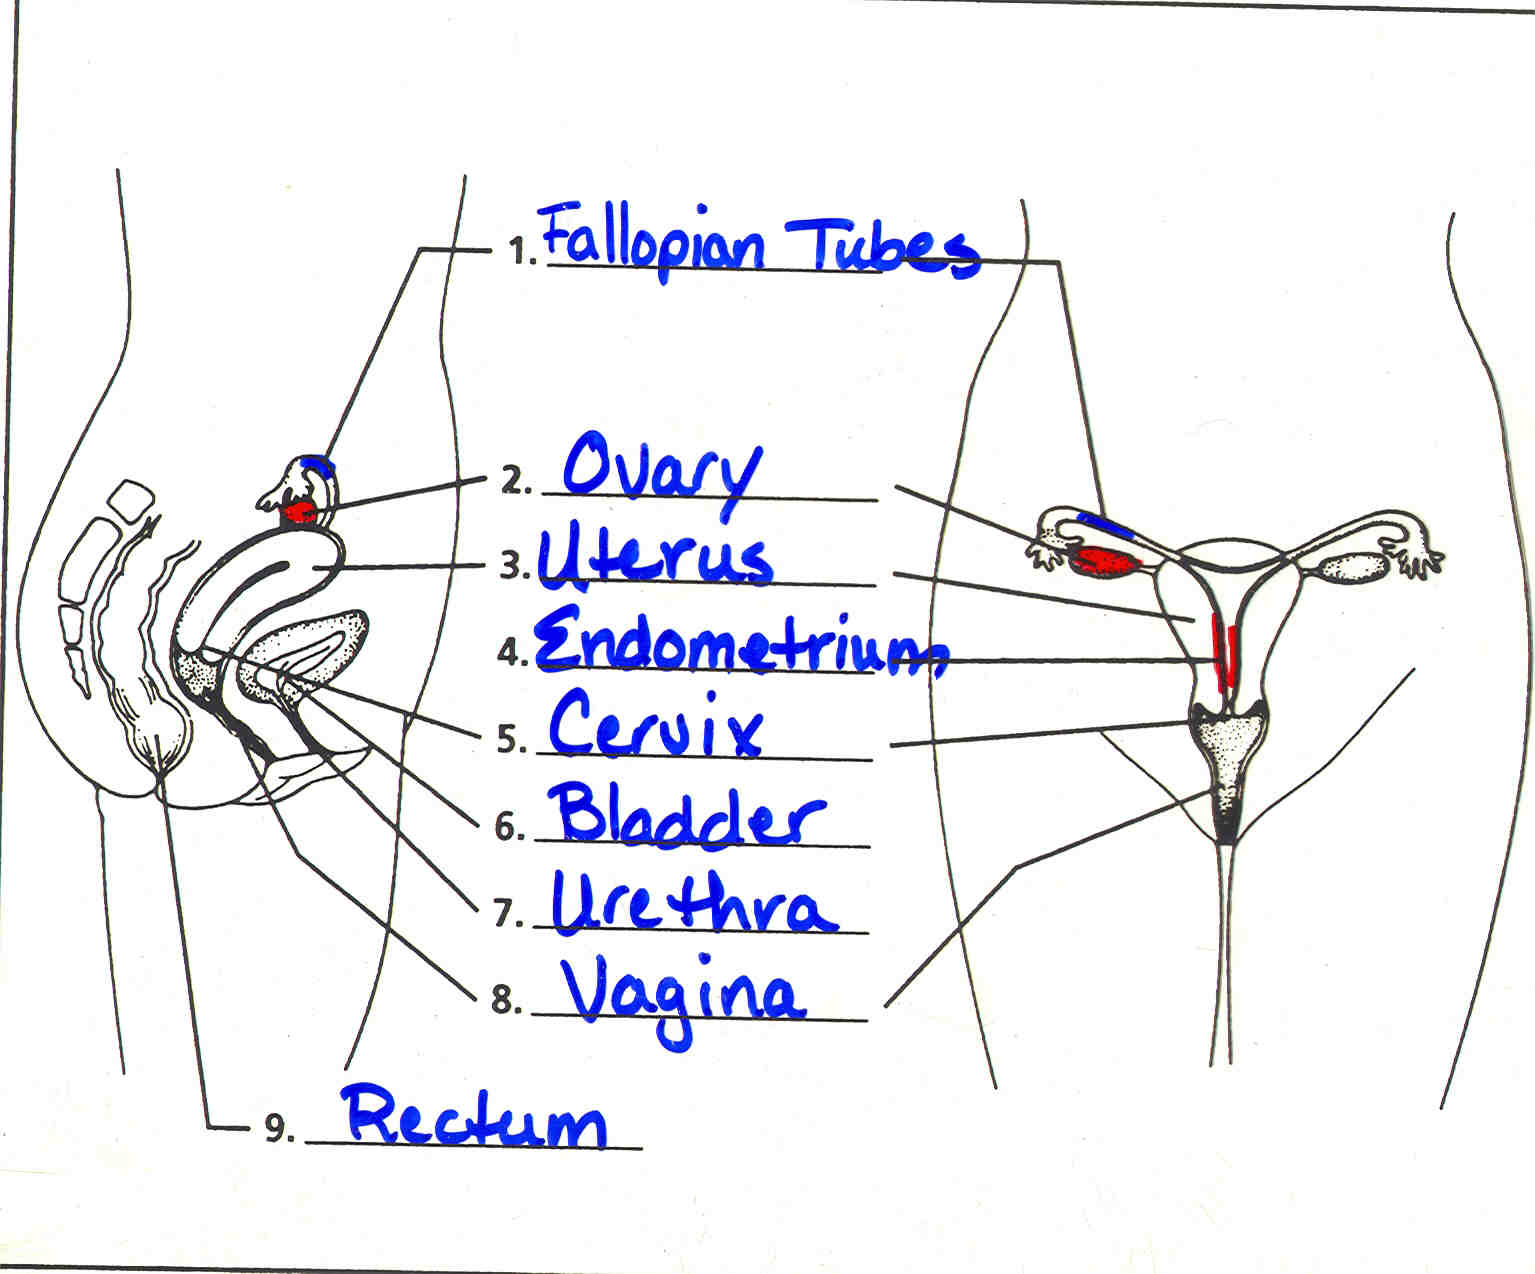 1. Fallopian Tubes
2. Ovary
3. Uterus
4. Endometrium
5. Cervix
6. Bladder
7. Urethra
8. Vagina
9. Rectum